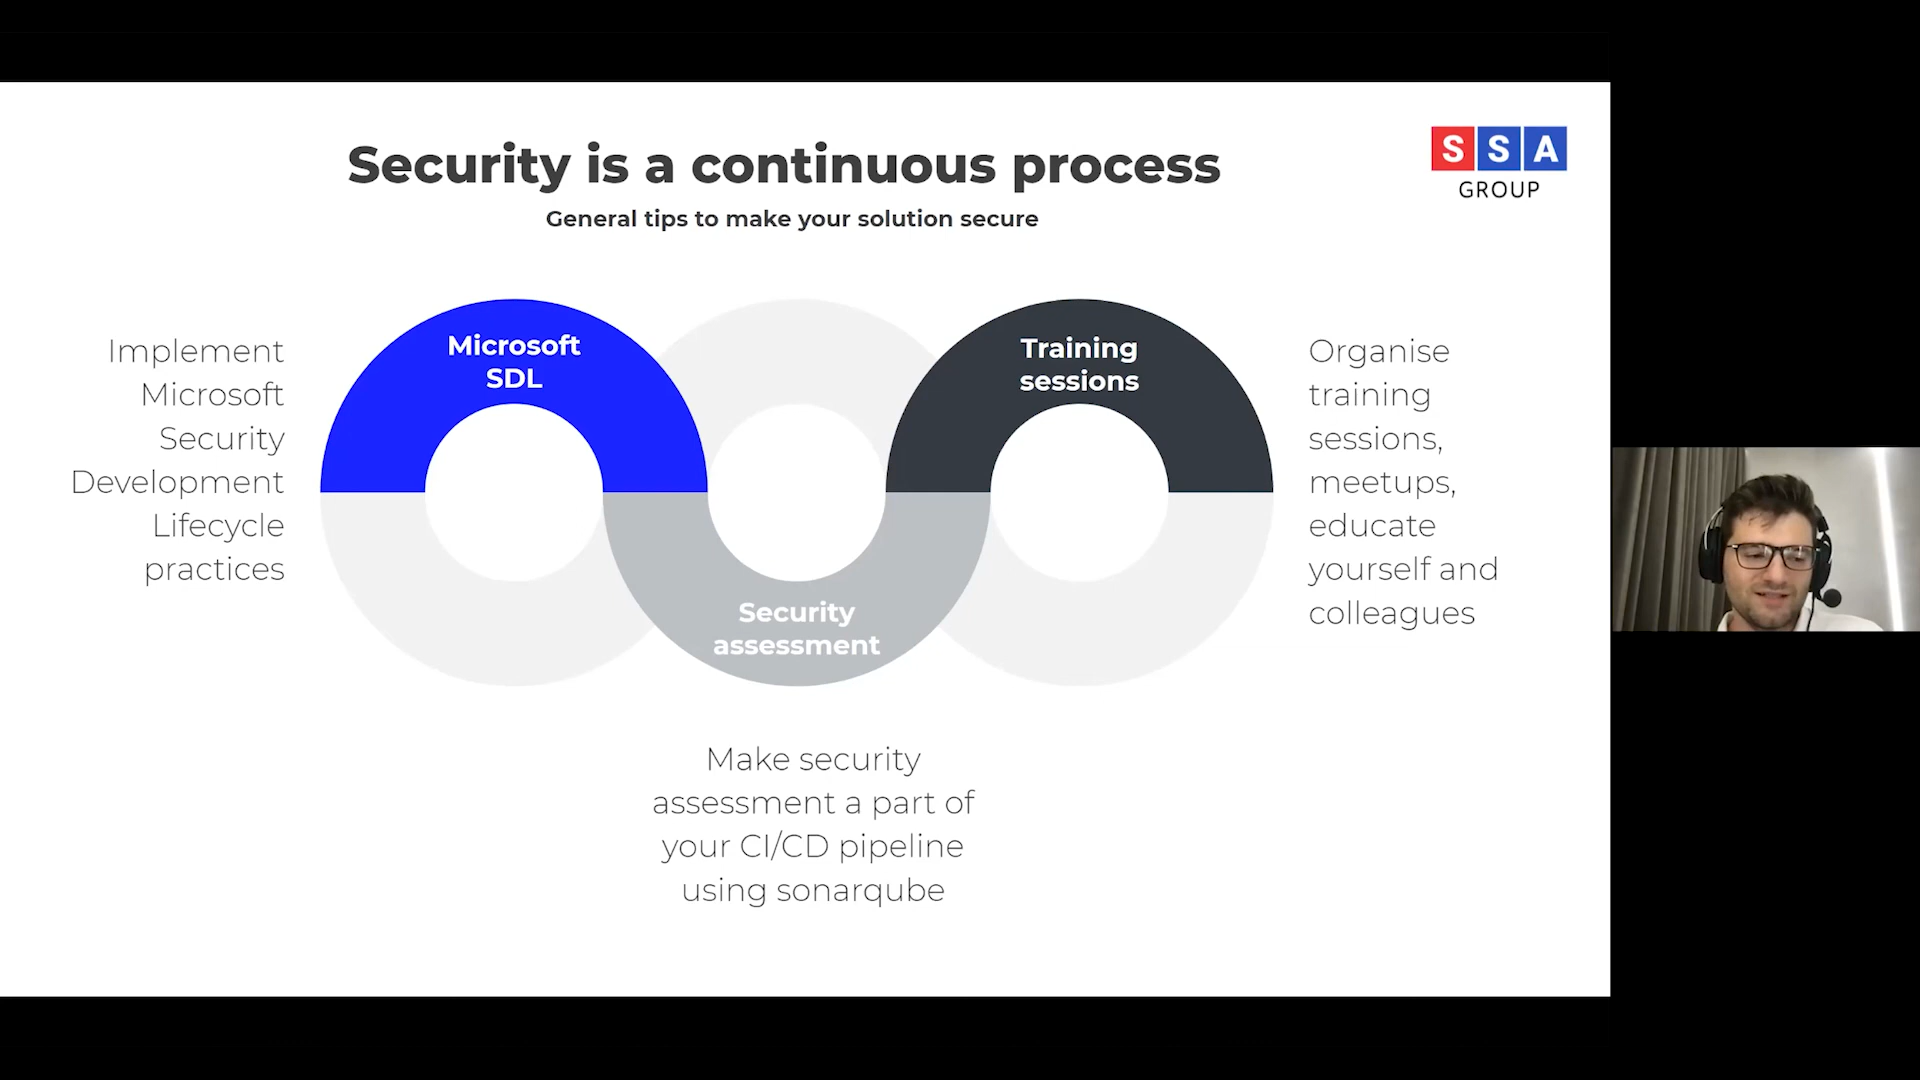 Security is a continuous process
General tips to make your solution secure
SSA
GROUP
Implement
Microsoft
Security
Development
Lifecycle
practices
Microsoft
SDL
Security
assessment
Make security
assessment a part of
your CI/CD pipeline
using sonarqube
Training
sessions
Organise
training
sessions,
meetups,
educate
yourself and
colleagues